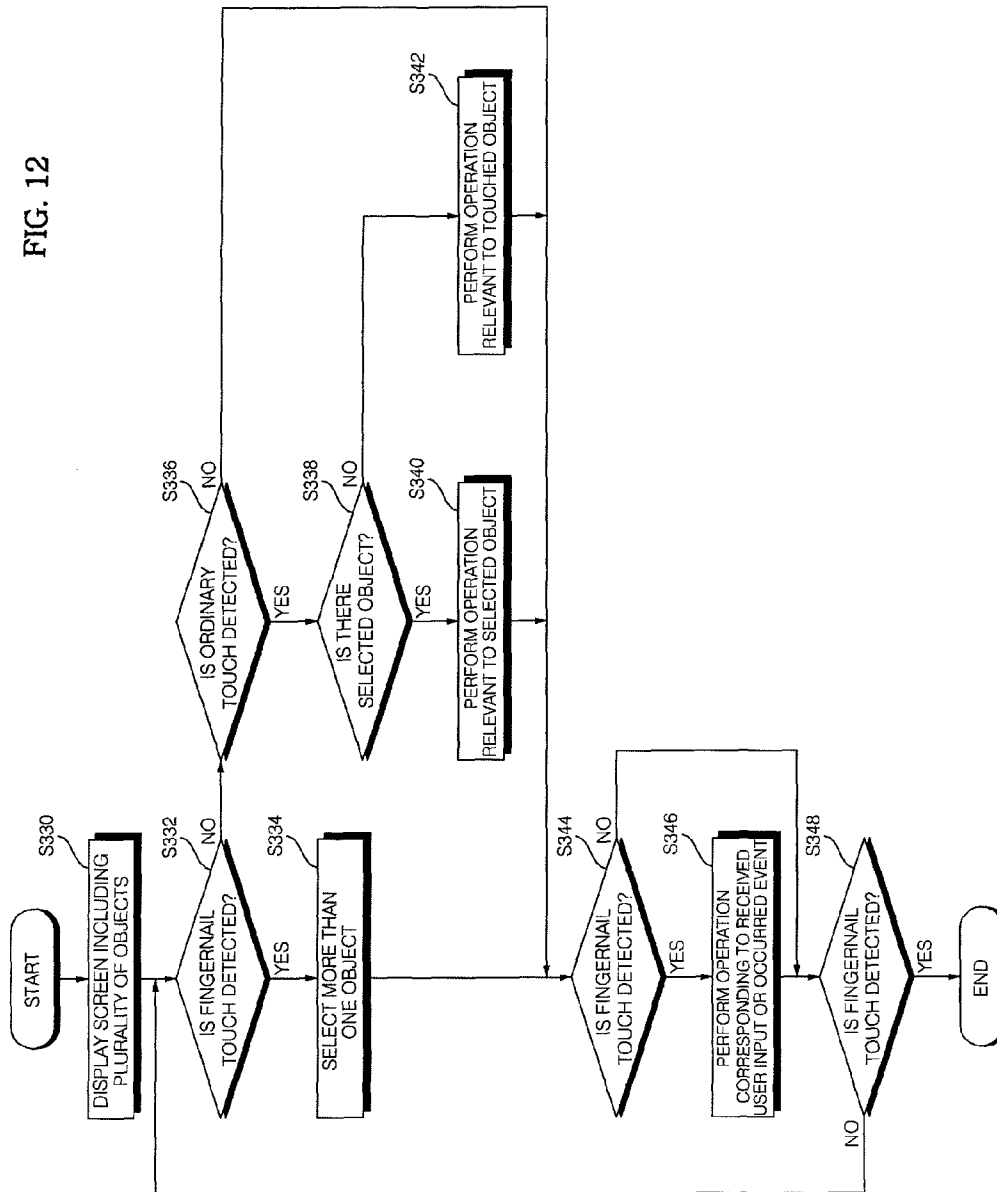 FIG. 12
START
S330
DISPLAY SCREEN INCLUDING
PLURALITY OF OBJECTS
S332
IS FINGERNAIL
TOUCH DETECTED?
NO
YES
S334
SELECT MORE THAN
ONE OBJECT
S336
IS ORDINARY
TOUCH DETECTED?
NO
YES
S338
IS THERE
SELECTED OBJECT?
NO
YES
S340
PERFORM OPERATION
RELEVANT TO SELECTED OBJECT
S342
PERFORM OPERATION
RELEVANT TO TOUCHED OBJECT
S344
IS FINGERNAIL
TOUCH DETECTED?
NO
YES
S346
PERFORM OPERATION
CORRESPONDING TO RECEIVED
USER INPUT OR OCCURRED EVENT
S348
IS FINGERNAIL
TOUCH DETECTED?
NO
YES
END